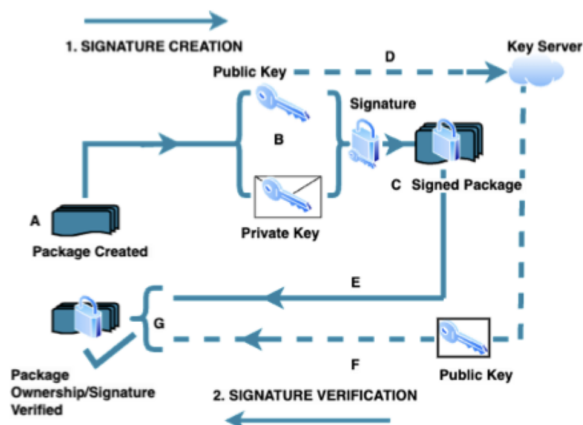 1. SIGNATURE CREATION
D
Key Server
Public Key
Signature
B
A
C Signed Package
Package Created
Private Key
E
G
F
Package
Ownership/Signature
Verified
Public Key
2. SIGNATURE VERIFICATION